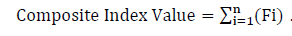 Composite Index Value = ∑ⁿᵢ₌₁(Fi) .